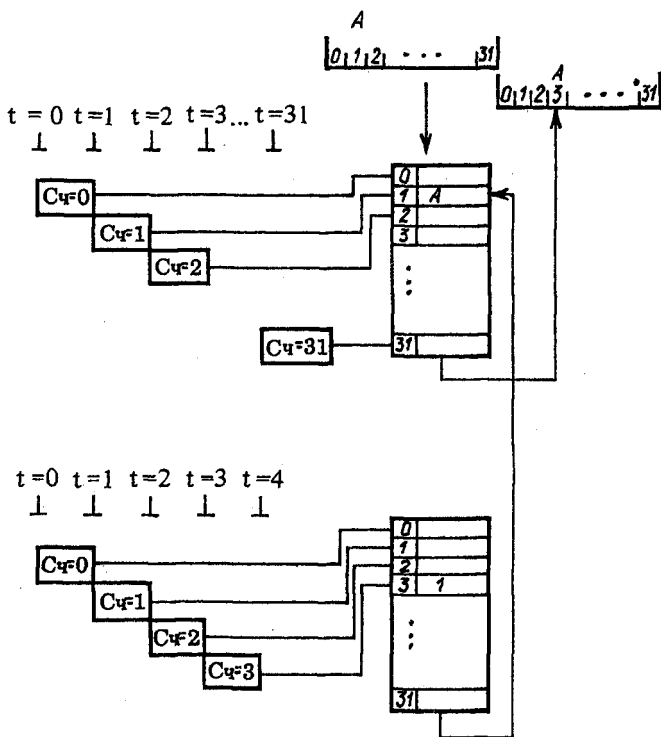 A
0 1 2 . . . 31
A
0 1 2 3 . . . 31
t = 0 t=1 t=2 t=3... t=31
0
Сч=0
1 A
2
Сч=1
3
Сч=2
Сч=31
31
t =0 t=1 t=2 t=3 t=4
0
1
Сч=0
2
3 1
Сч=1
Сч=2
Сч=3
31